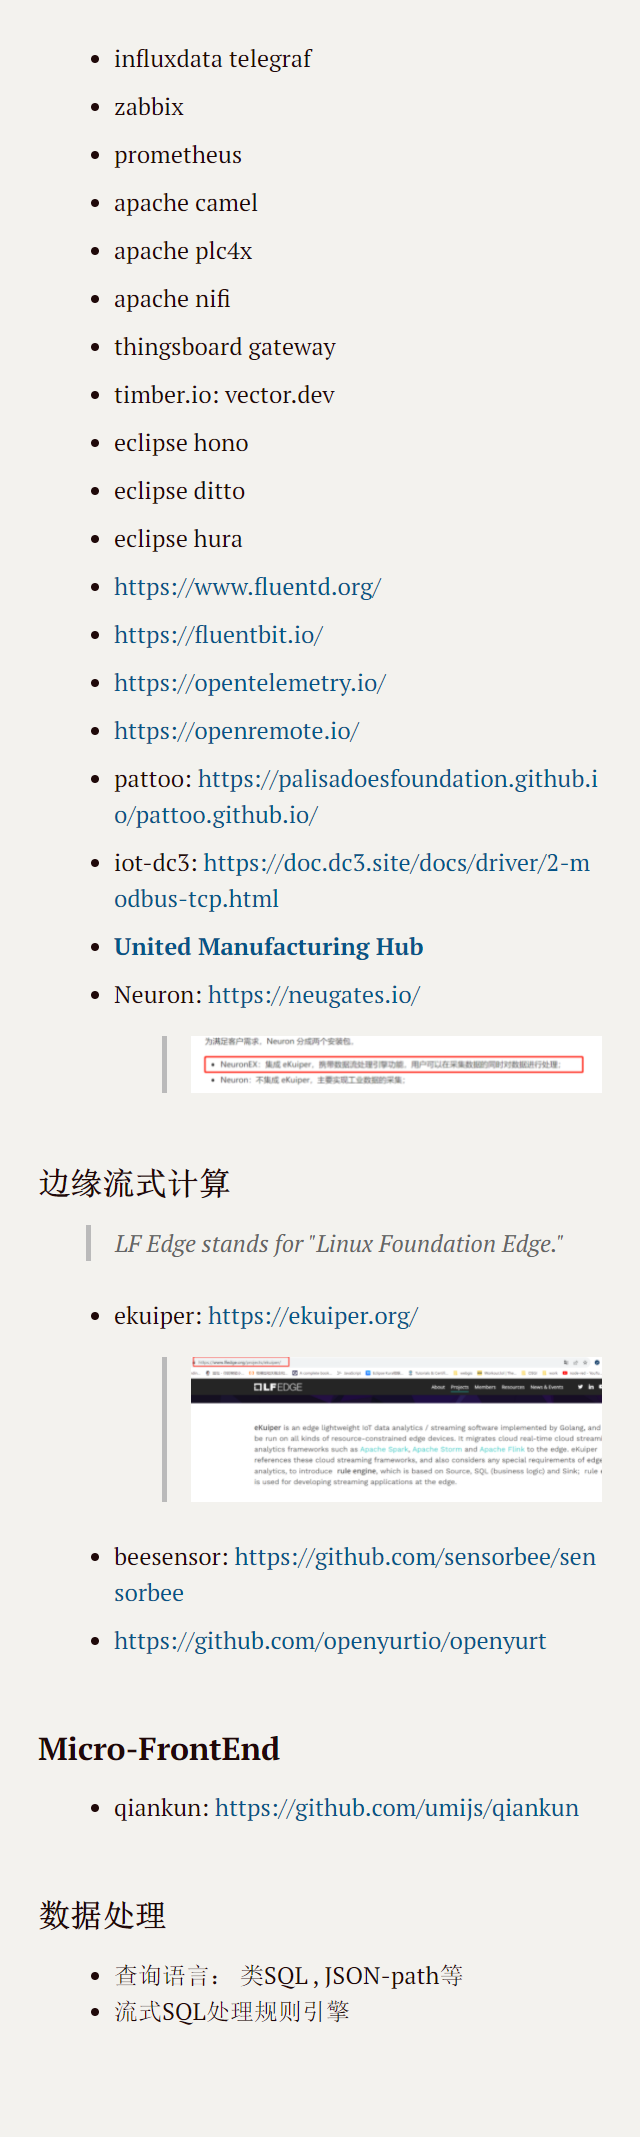 influxdata telegraf
zabbix
prometheus
apache camel
apache plc4x
apache nifi
thingsboard gateway
timber.io: vector.dev
eclipse hono
eclipse ditto
eclipse hura
https://www.fluentd.org/
https://fluentbit.io/
https://opentelemetry.io/
https://openremote.io/
pattoo: https://palisadoesfoundation.github.i
o/pattoo.github.io/
iot-dc3: https://doc.dc3.site/docs/driver/2-m
odbus-tcp.html
United Manufacturing Hub
Neuron: https://neugates.io/
为满足客户需求，Neuron 分成两个安装包。
NeuronEX：集成 eKuiper，携带数据流处理引擎功能，用户可以在采集数据的同时对数据进行处理；
Neuron：不集成 eKuiper，主要实现工业数据的采集；
边缘流式计算
LF Edge stands for "Linux Foundation Edge."
ekuiper: https://ekuiper.org/
https://www.lfedge.org/projects/ekuiper/
LF EDGE About Projects Members Resources News & Events
eKuiper is an edge lightweight IoT data analytics / streaming software implemented by Golang, and
be run on all kinds of resource-constrained edge devices. It migrates cloud real-time cloud streami
analytics frameworks such as Apache Spark, Apache Storm and Apache Flink to the edge. eKuiper
references these cloud streaming frameworks, and also considers any special requirements of edge
analytics, to introduce rule engine, which is based on Source, SQL (business logic) and Sink; rule e
is used for developing streaming applications at the edge.
beesensor: https://github.com/sensorbee/sen
sorbee
https://github.com/openyurtio/openyurt
Micro-FrontEnd
qiankun: https://github.com/umijs/qiankun
数据处理
查询语言： 类SQL , JSON-path等
流式SQL处理规则引擎